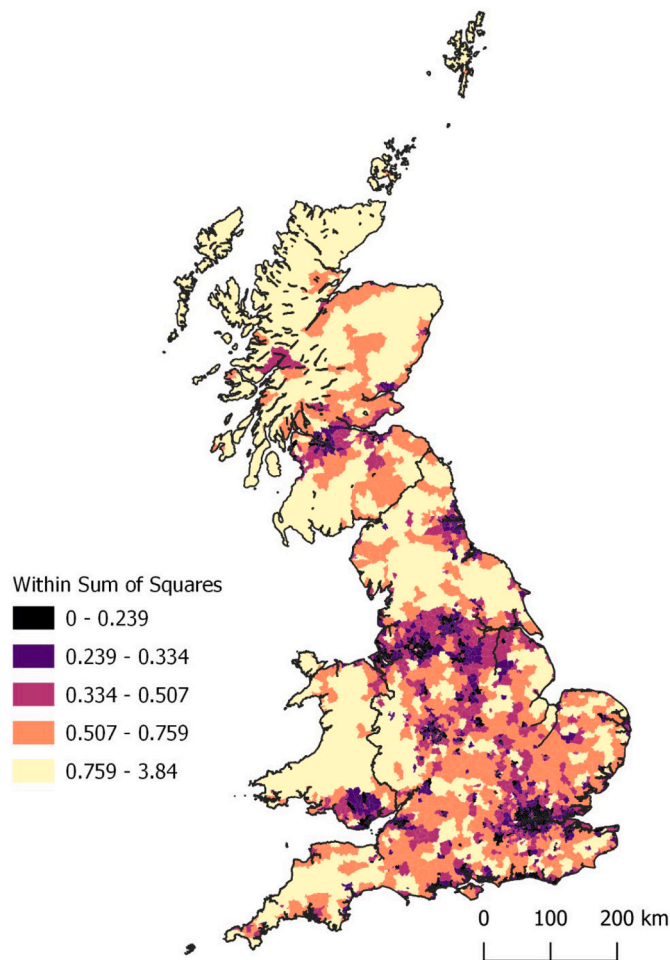 Within Sum of Squares
0 - 0.239
0.239 - 0.334
0.334 - 0.507
0.507 - 0.759
0.759 - 3.84
0 100 200 km